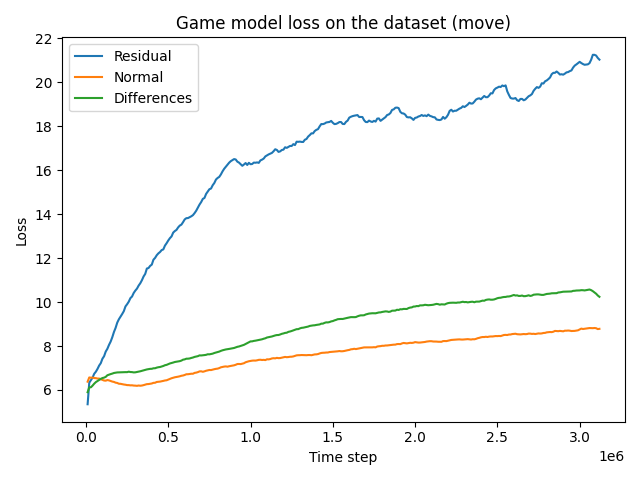 Game model loss on the dataset (move)
Residual
Normal
Differences
Loss
22
20
18
16
14
12
10
8
6
0.0 0.5 1.0 1.5 2.0 2.5 3.0
1e6
Time step